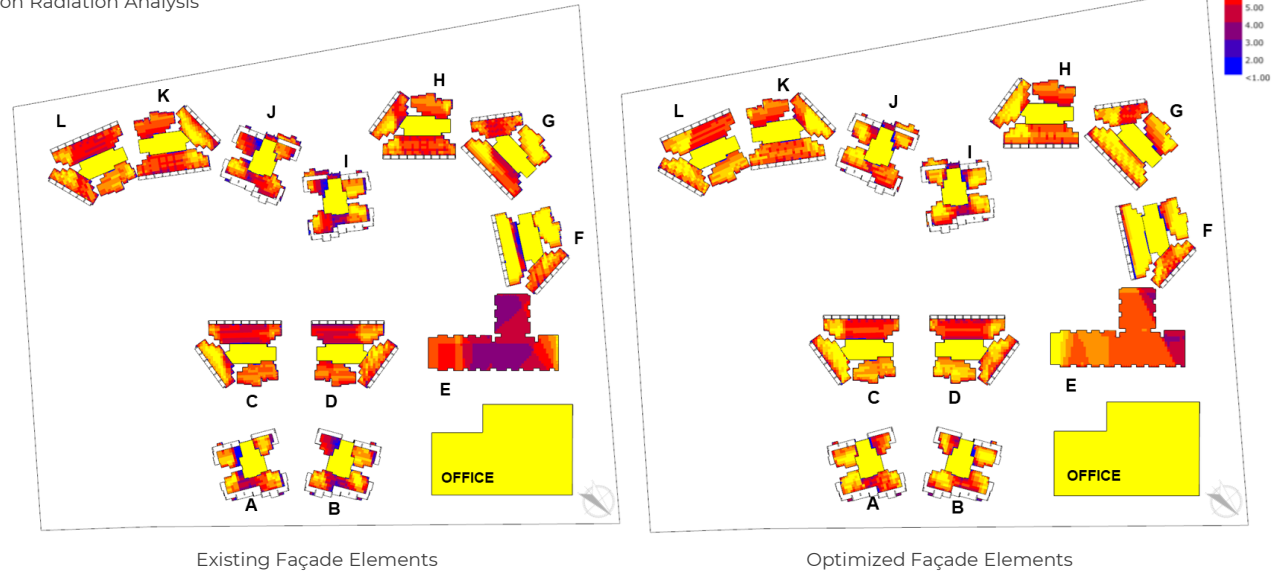 on Radiation Analysis
5.00
4.00
3.00
2.00
<1.00
L
K
J
I
H
G
F
E
C
D
A
B
OFFICE
L
K
J
I
H
G
F
E
C
D
A
B
OFFICE
Existing Façade Elements
Optimized Façade Elements